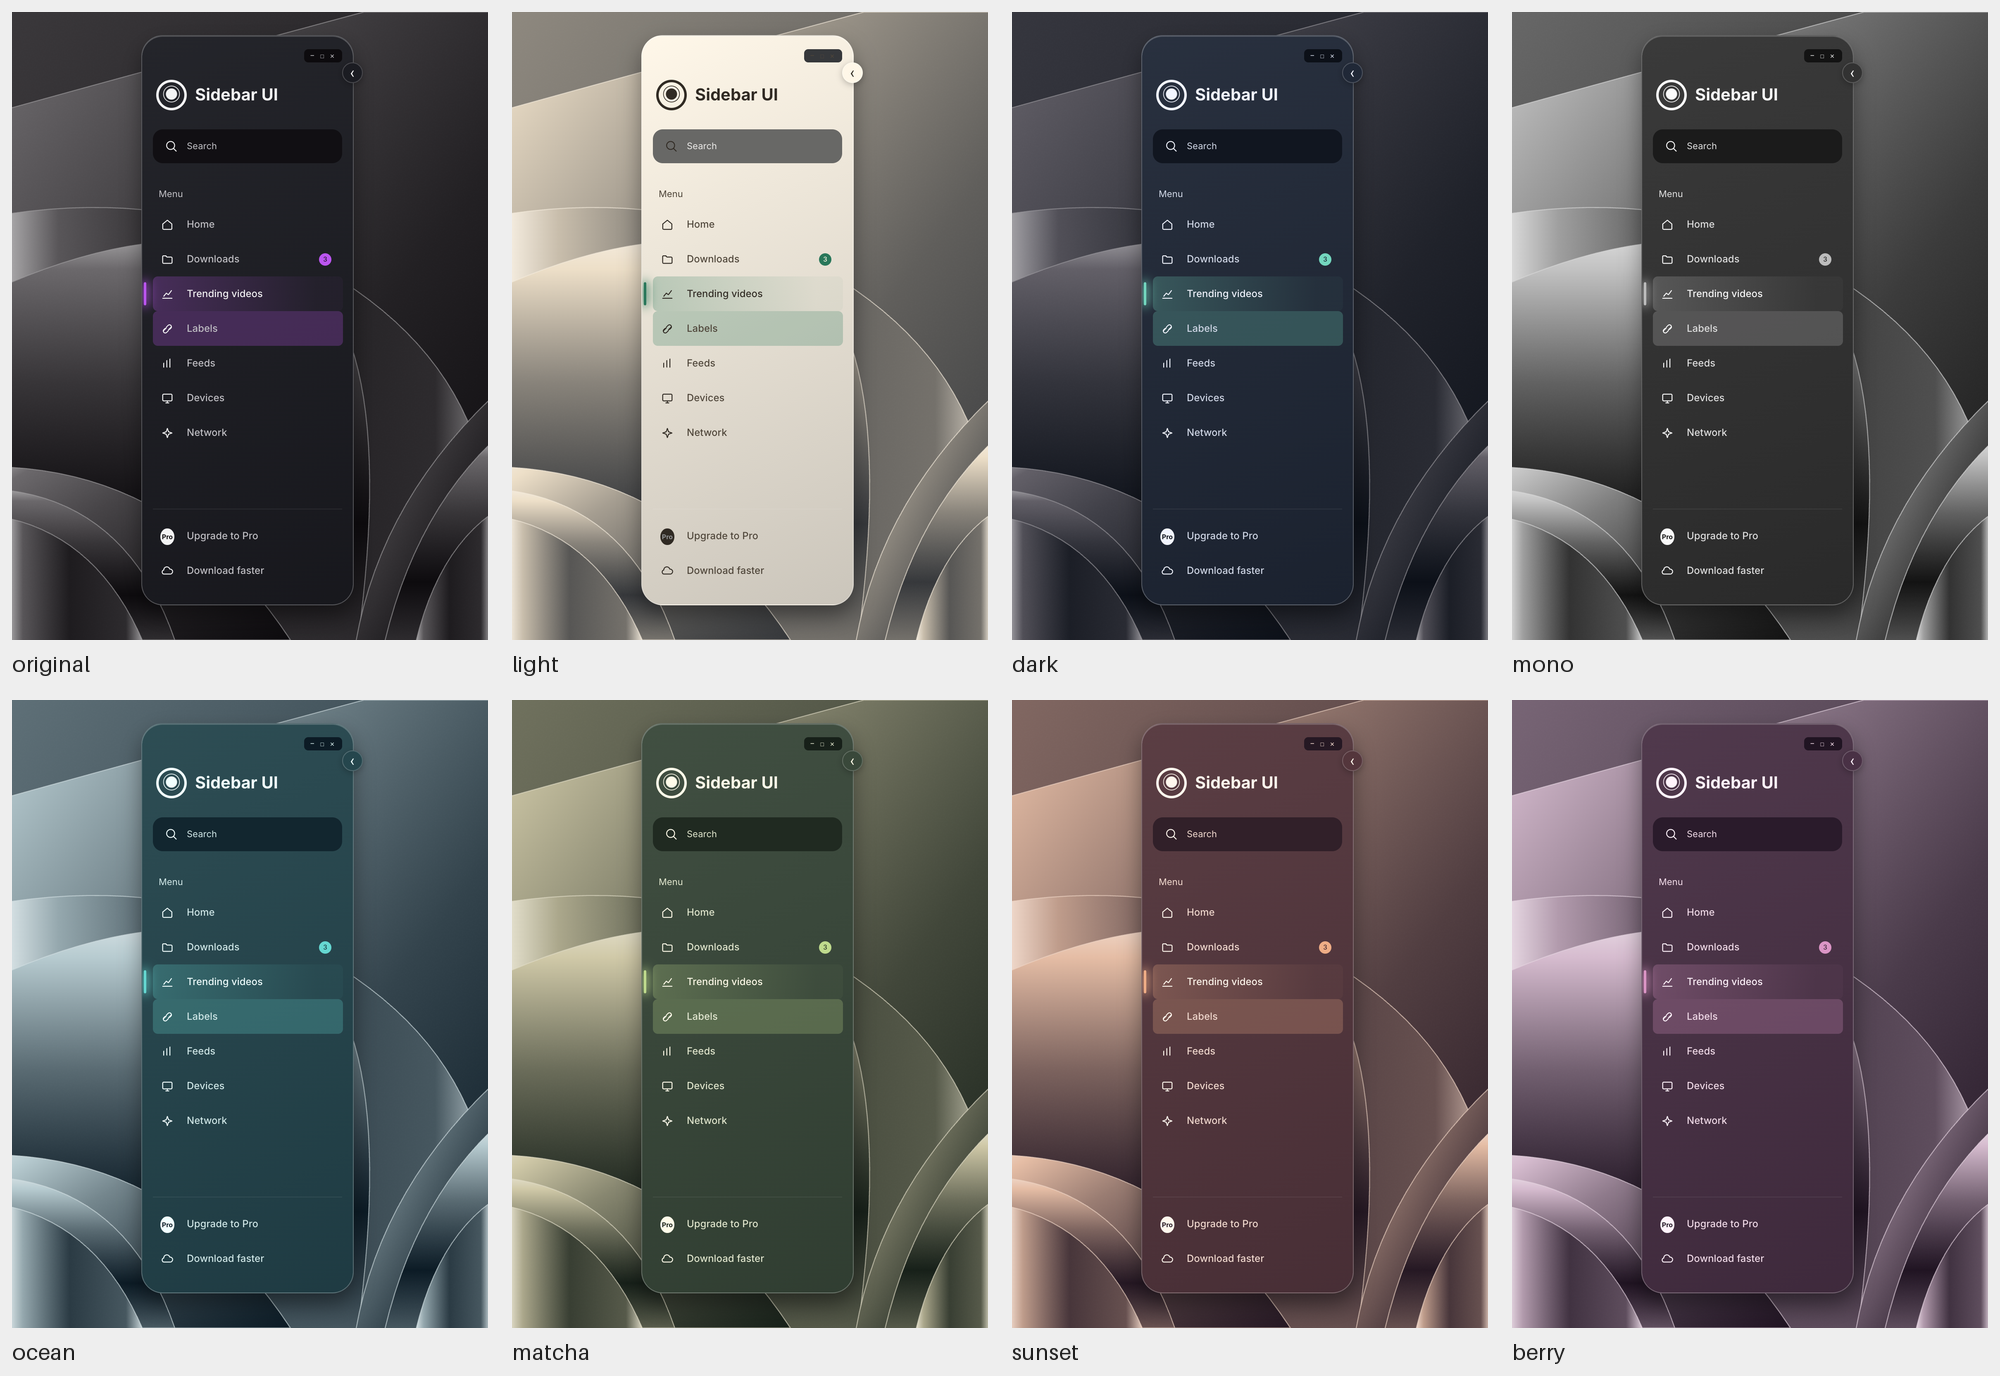 Sidebar UI
Search
Menu
Home
Downloads 3
Trending videos
Labels
Feeds
Devices
Network
Pro Upgrade to Pro
Download faster
original
Sidebar UI
Search
Menu
Home
Downloads 3
Trending videos
Labels
Feeds
Devices
Network
Pro Upgrade to Pro
Download faster
light
Sidebar UI
Search
Menu
Home
Downloads 3
Trending videos
Labels
Feeds
Devices
Network
Pro Upgrade to Pro
Download faster
dark
Sidebar UI
Search
Menu
Home
Downloads 3
Trending videos
Labels
Feeds
Devices
Network
Pro Upgrade to Pro
Download faster
mono
Sidebar UI
Search
Menu
Home
Downloads 3
Trending videos
Labels
Feeds
Devices
Network
Pro Upgrade to Pro
Download faster
ocean
Sidebar UI
Search
Menu
Home
Downloads 3
Trending videos
Labels
Feeds
Devices
Network
Pro Upgrade to Pro
Download faster
matcha
Sidebar UI
Search
Menu
Home
Downloads 3
Trending videos
Labels
Feeds
Devices
Network
Pro Upgrade to Pro
Download faster
sunset
Sidebar UI
Search
Menu
Home
Downloads 3
Trending videos
Labels
Feeds
Devices
Network
Pro Upgrade to Pro
Download faster
berry